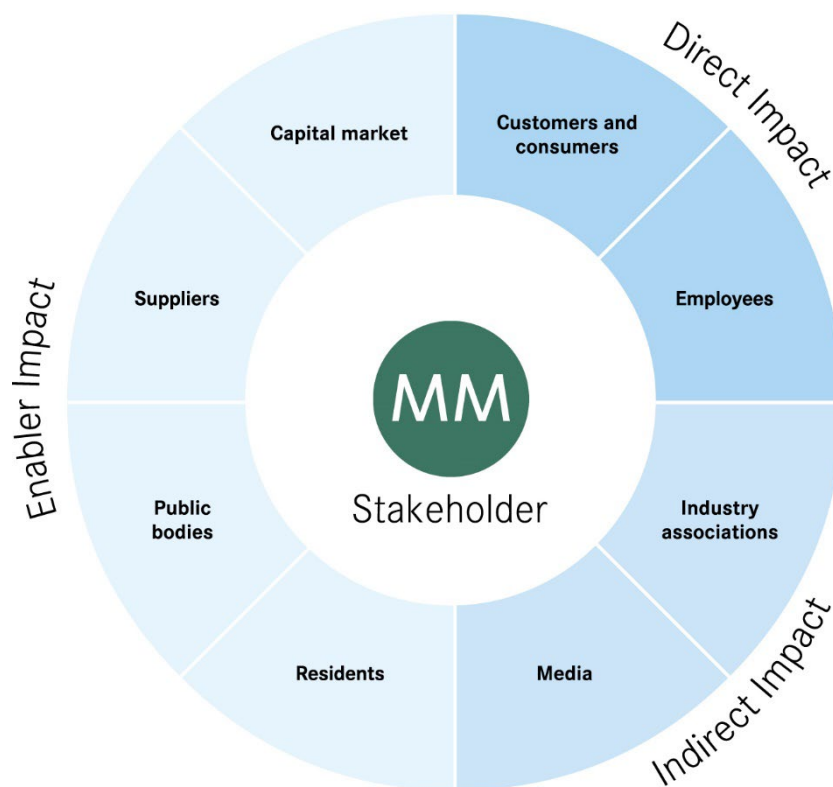 Direct Impact
Capital market
Customers and
consumers
Suppliers
Employees
Enabler Impact
MM
Stakeholder
Public
bodies
Industry
associations
Residents
Media
Indirect Impact